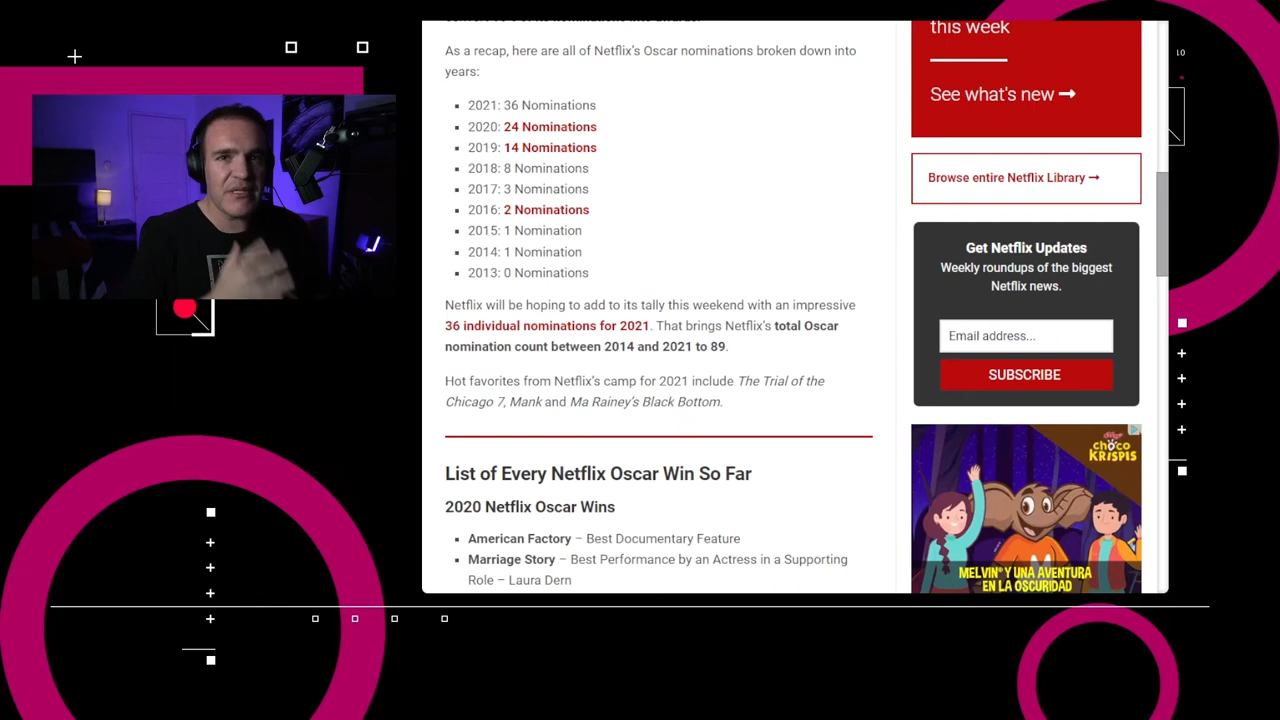 As a recap, here are all of Netflix's Oscar nominations broken down into
years:
2021: 36 Nominations
2020: 24 Nominations
2019: 14 Nominations
2018: 8 Nominations
2017: 3 Nominations
2016: 2 Nominations
2015: 1 Nomination
2014: 1 Nomination
2013: 0 Nominations
Netflix will be hoping to add to its tally this weekend with an impressive
36 individual nominations for 2021. That brings Netflix's total Oscar
nomination count between 2014 and 2021 to 89.
Hot favorites from Netflix's camp for 2021 include The Trial of the
Chicago 7, Mank and Ma Rainey's Black Bottom.
List of Every Netflix Oscar Win So Far
2020 Netflix Oscar Wins
American Factory – Best Documentary Feature
Marriage Story – Best Performance by an Actress in a Supporting
Role – Laura Dern
this week
See what's new
Browse entire Netflix Library
Get Netflix Updates
Weekly roundups of the biggest
Netflix news.
Email address...
SUBSCRIBE
CHOCO
KRISPIS
MELVIN Y UNA AVENTURA
EN LA OSCURIDAD
10